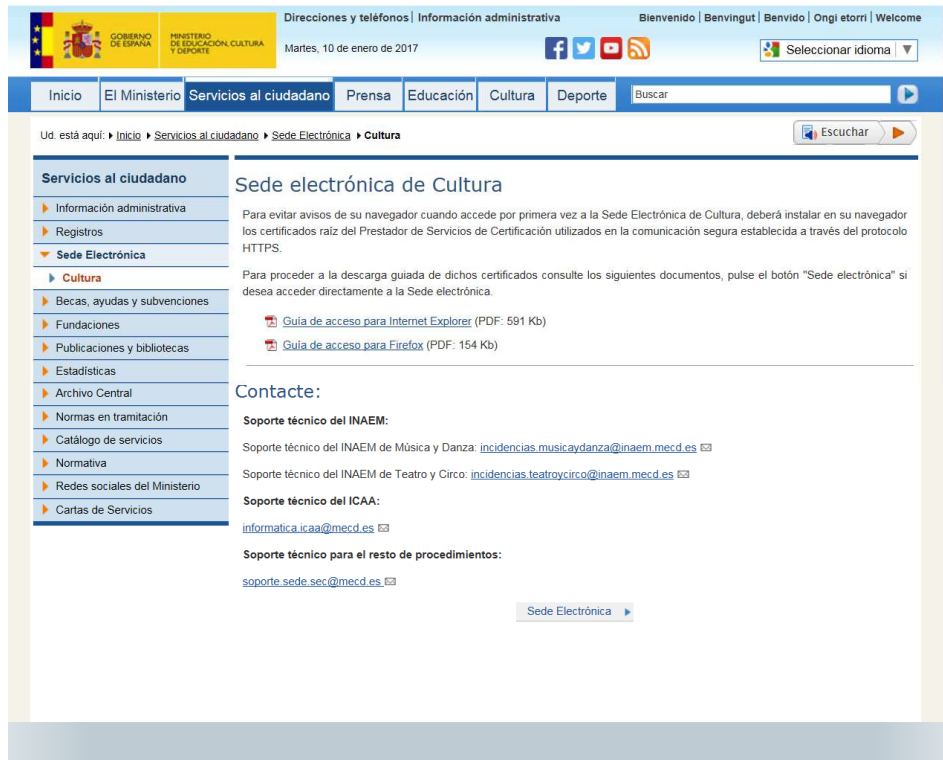 Direcciones y teléfonos | Información administrativa
Bienvenido | Benvingut | Benvido | Ongi etorri | Welcome
GOBIERNO
DE ESPAÑA
MINISTERIO
DE EDUCACIÓN, CULTURA
Y DEPORTE
Martes, 10 de enero de 2017
Seleccionar idioma ▼
Inicio
El Ministerio
Servicios al ciudadano
Prensa
Educación
Cultura
Deporte
Buscar
Ud. está aquí: Inicio Servicios al ciudadano Sede Electrónica Cultura
Escuchar
Servicios al ciudadano
Información administrativa
Registros
Sede Electrónica
Cultura
Becas, ayudas y subvenciones
Fundaciones
Publicaciones y bibliotecas
Estadísticas
Archivo Central
Normas en tramitación
Catálogo de servicios
Normativa
Redes sociales del Ministerio
Cartas de Servicios
Sede electrónica de Cultura
Para evitar avisos de su navegador cuando accede por primera vez a la Sede Electrónica de Cultura, deberá instalar en su navegador
los certificados raíz del Prestador de Servicios de Certificación utilizados en la comunicación segura establecida a través del protocolo
HTTPS.
Para proceder a la descarga guiada de dichos certificados consulte los siguientes documentos, pulse el botón "Sede electrónica" si
desea acceder directamente a la Sede electrónica.
Guía de acceso para Internet Explorer (PDF: 591 Kb)
Guía de acceso para Firefox (PDF: 154 Kb)
Contacte:
Soporte técnico del INAEM:
Soporte técnico del INAEM de Música y Danza: incidencias.musicaydanza@inaem.mecd.es
Soporte técnico del INAEM de Teatro y Circo: incidencias.teatroycirco@inaem.mecd.es
Soporte técnico del ICAA:
informatica.icaa@mecd.es
Soporte técnico para el resto de procedimientos:
soporte.sede.sec@mecd.es
Sede Electrónica